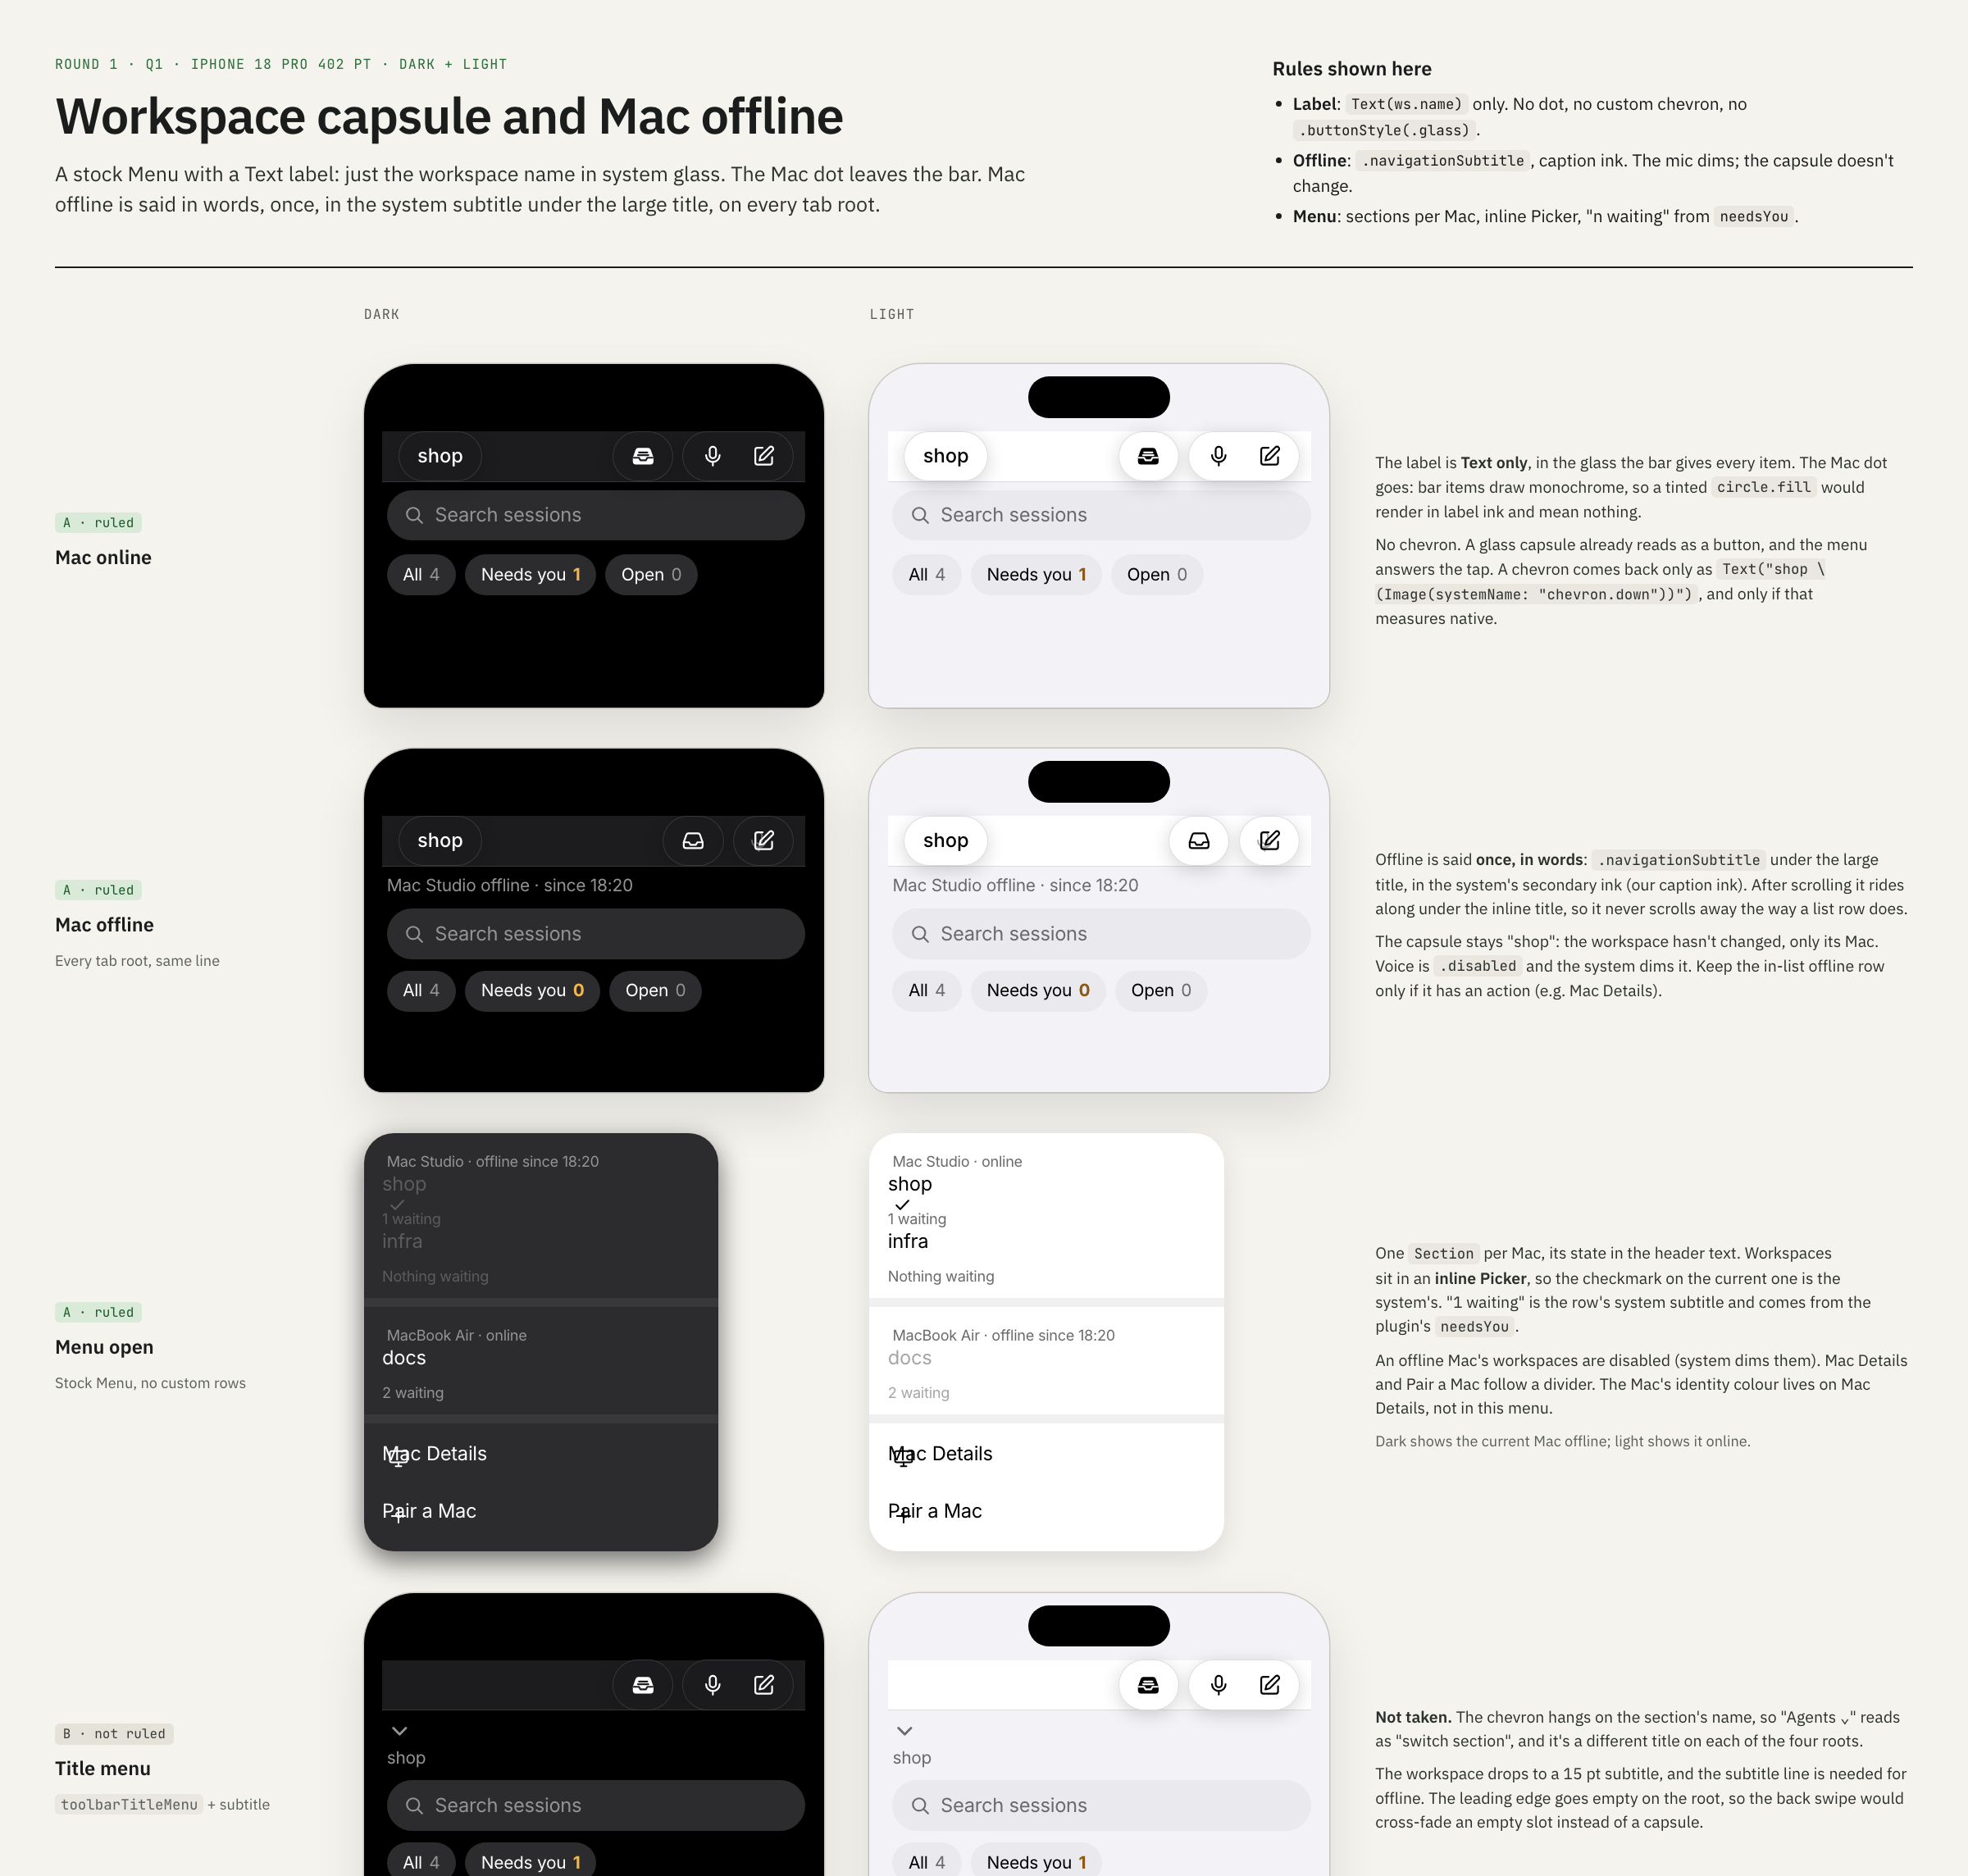 ROUND 1 · Q1 · IPHONE 18 PRO 402 PT · DARK + LIGHT
Workspace capsule and Mac offline
A stock Menu with a Text label: just the workspace name in system glass. The Mac dot leaves the bar. Mac
offline is said in words, once, in the system subtitle under the large title, on every tab root.
Rules shown here
• Label: Text(ws.name) only. No dot, no custom chevron, no
.buttonStyle(.glass).
• Offline: .navigationSubtitle, caption ink. The mic dims; the capsule doesn't
change.
• Menu: sections per Mac, inline Picker, "n waiting" from needsYou.
DARK
LIGHT
A · ruled
Mac online
shop
Search sessions
All 4
Needs you 1
Open 0
shop
Search sessions
All 4
Needs you 1
Open 0
The label is Text only, in the glass the bar gives every item. The Mac dot
goes: bar items draw monochrome, so a tinted circle.fill would
render in label ink and mean nothing.
No chevron. A glass capsule already reads as a button, and the menu
answers the tap. A chevron comes back only as Text("shop \
(Image(systemName: "chevron.down"))"), and only if that
measures native.
A · ruled
Mac offline
Every tab root, same line
shop
Mac Studio offline · since 18:20
Search sessions
All 4
Needs you 0
Open 0
shop
Mac Studio offline · since 18:20
Search sessions
All 4
Needs you 0
Open 0
Offline is said once, in words: .navigationSubtitle under the large
title, in the system's secondary ink (our caption ink). After scrolling it rides
along under the inline title, so it never scrolls away the way a list row does.
The capsule stays "shop": the workspace hasn't changed, only its Mac.
Voice is .disabled and the system dims it. Keep the in-list offline row
only if it has an action (e.g. Mac Details).
A · ruled
Menu open
Stock Menu, no custom rows
Mac Studio · offline since 18:20
shop
1 waiting
infra
Nothing waiting
MacBook Air · online
docs
2 waiting
Mac Details
Pair a Mac
Mac Studio · online
shop
1 waiting
infra
Nothing waiting
MacBook Air · offline since 18:20
docs
2 waiting
Mac Details
Pair a Mac
One Section per Mac, its state in the header text. Workspaces
sit in an inline Picker, so the checkmark on the current one is the
system's. "1 waiting" is the row's system subtitle and comes from the
plugin's needsYou.
An offline Mac's workspaces are disabled (system dims them). Mac Details
and Pair a Mac follow a divider. The Mac's identity colour lives on Mac
Details, not in this menu.
Dark shows the current Mac offline; light shows it online.
B · not ruled
Title menu
toolbarTitleMenu + subtitle
shop
Search sessions
All 4
Needs you 1
shop
Search sessions
All 4
Needs you 1
Not taken. The chevron hangs on the section's name, so "Agents ⌄" reads
as "switch section", and it's a different title on each of the four roots.
The workspace drops to a 15 pt subtitle, and the subtitle line is needed for
offline. The leading edge goes empty on the root, so the back swipe would
cross-fade an empty slot instead of a capsule.